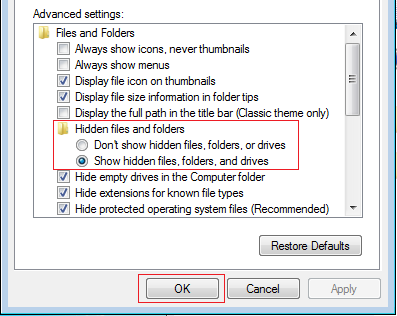 Advanced settings:
Files and Folders
Always show icons, never thumbnails
Always show menus
Display file icon on thumbnails
Display file size information in folder tips
Display the full path in the title bar (Classic theme only)
Hidden files and folders
Don't show hidden files, folders, or drives
Show hidden files, folders, and drives
Hide empty drives in the Computer folder
Hide extensions for known file types
Hide protected operating system files (Recommended)
Restore Defaults
OK Cancel Apply